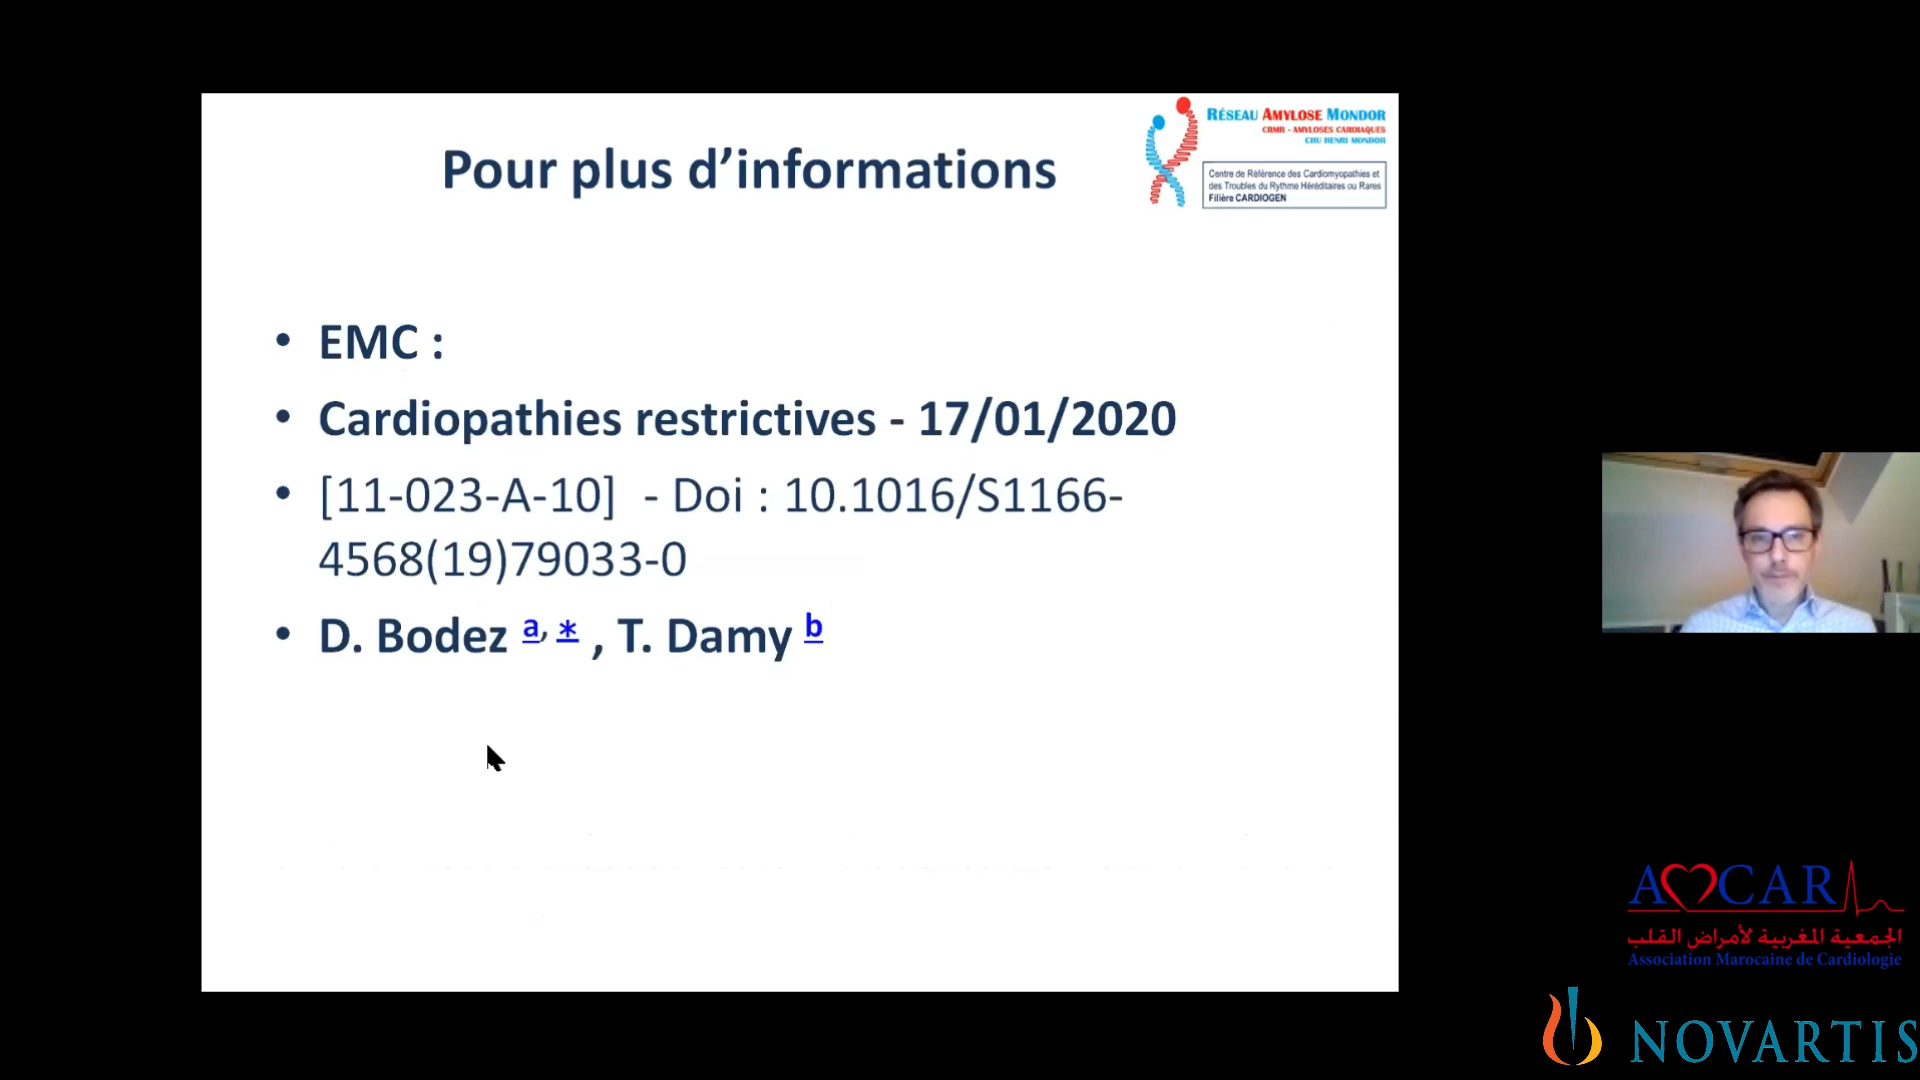 Pour plus d’informations
RÉSEAU AMYLOSE MONDOR
CRMR - AMYLOSES CARDIAQUES
CHU HENRI MONDOR
Centre de Référence des Cardiomyopathies et
des Troubles du Rythme Héréditaires ou Rares
Filière CARDIOGEN
• EMC :
• Cardiopathies restrictives - 17/01/2020
• [11-023-A-10] - Doi : 10.1016/S1166-
4568(19)79033-0
• D. Bodez a, * , T. Damy b
AMCAR
الجمعية المغربية لأمراض القلب
Association Marocaine de Cardiologie
NOVARTIS